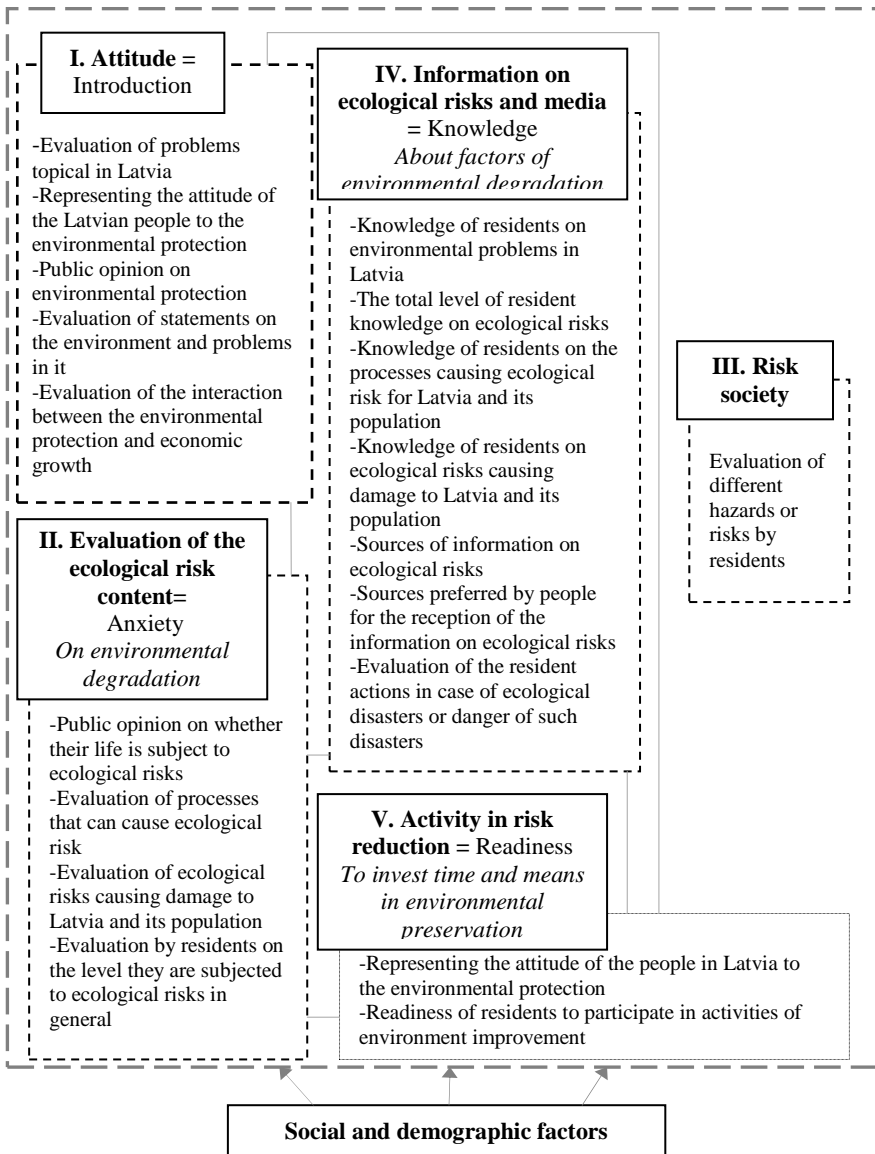 I. Attitude =
Introduction
-Evaluation of problems
topical in Latvia
-Representing the attitude of
the Latvian people to the
environmental protection
-Public opinion on
environmental protection
-Evaluation of statements on
the environment and problems
in it
-Evaluation of the interaction
between the environmental
protection and economic
growth
II. Evaluation of the
ecological risk
content=
Anxiety
On environmental
degradation
-Public opinion on whether
their life is subject to
ecological risks
-Evaluation of processes
that can cause ecological
risk
-Evaluation of ecological
risks causing damage to
Latvia and its population
-Evaluation by residents on
the level they are subjected
to ecological risks in
general
IV. Information on
ecological risks and media
= Knowledge
About factors of
environmental degradation
-Knowledge of residents on
environmental problems in
Latvia
-The total level of resident
knowledge on ecological risks
-Knowledge of residents on the
processes causing ecological
risk for Latvia and its
population
-Knowledge of residents on
ecological risks causing
damage to Latvia and its
population
-Sources of information on
ecological risks
-Sources preferred by people
for the reception of the
information on ecological risks
-Evaluation of the resident
actions in case of ecological
disasters or danger of such
disasters
III. Risk
society
Evaluation of
different
hazards or
risks by
residents
V. Activity in risk
reduction = Readiness
To invest time and means
in environmental
preservation
-Representing the attitude of the people in Latvia to
the environmental protection
-Readiness of residents to participate in activities of
environment improvement
Social and demographic factors